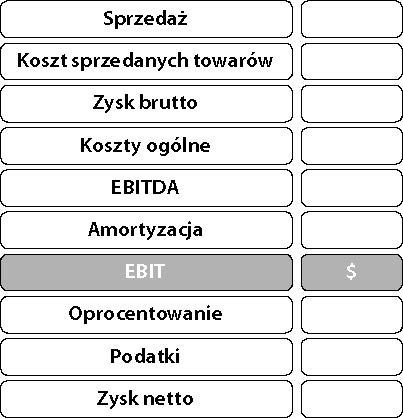 Sprzedaż
Koszt sprzedanych towarów
Zysk brutto
Koszty ogólne
EBITDA
Amortyzacja
EBIT $
Oprocentowanie
Podatki
Zysk netto